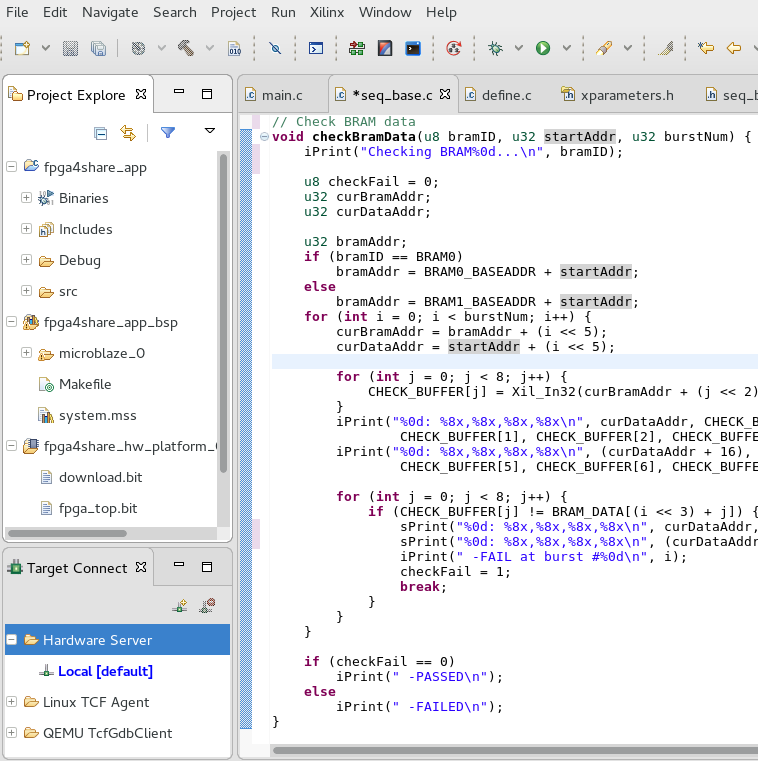 File Edit Navigate Search Project Run Xilinx Window Help
Project Explore
main.c
*seq_base.c
define.c
xparameters.h
seq_b
fpga4share_app
Binaries
Includes
Debug
src
fpga4share_app_bsp
microblaze_0
Makefile
system.mss
fpga4share_hw_platform_
download.bit
fpga_top.bit
Target Connect
Hardware Server
Local [default]
Linux TCF Agent
QEMU TcfGdbClient
// Check BRAM data
void checkBramData(u8 bramID, u32 startAddr, u32 burstNum) {
    iPrint("Checking BRAM%0d...\n", bramID);

    u8 checkFail = 0;
    u32 curBramAddr;
    u32 curDataAddr;

    u32 bramAddr;
    if (bramID == BRAM0)
        bramAddr = BRAM0_BASEADDR + startAddr;
    else
        bramAddr = BRAM1_BASEADDR + startAddr;
    for (int i = 0; i < burstNum; i++) {
        curBramAddr = bramAddr + (i << 5);
        curDataAddr = startAddr + (i << 5);

        for (int j = 0; j < 8; j++) {
            CHECK_BUFFER[j] = Xil_In32(curBramAddr + (j << 2)
        }
        iPrint("%0d: %8x,%8x,%8x,%8x\n", curDataAddr, CHECK_B
                CHECK_BUFFER[1], CHECK_BUFFER[2], CHECK_BUFFE
        iPrint("%0d: %8x,%8x,%8x,%8x\n", (curDataAddr + 16),
                CHECK_BUFFER[5], CHECK_BUFFER[6], CHECK_BUFFE

        for (int j = 0; j < 8; j++) {
            if (CHECK_BUFFER[j] != BRAM_DATA[(i << 3) + j]) {
                sPrint("%0d: %8x,%8x,%8x,%8x\n", curDataAddr,
                sPrint("%0d: %8x,%8x,%8x,%8x\n", (curDataAddr
                iPrint(" -FAIL at burst #%0d\n", i);
                checkFail = 1;
                break;
            }
        }
    }

    if (checkFail == 0)
        iPrint(" -PASSED\n");
    else
        iPrint(" -FAILED\n");
}